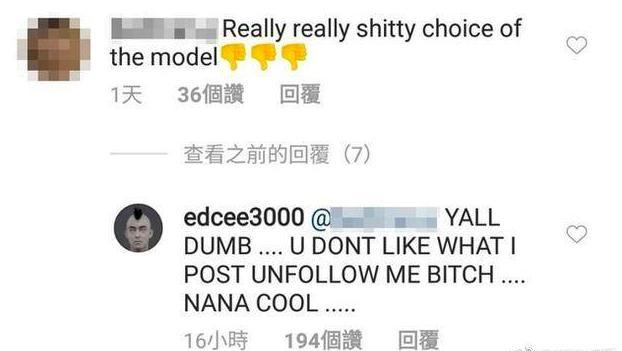 Really really shitty choice of
the model👎👎👎
1天 36個讚 回覆
查看之前的回覆（7）
edcee3000 @ YALL
DUMB .... U DONT LIKE WHAT I
POST UNFOLLOW ME BITCH ....
NANA COOL .....
16小時 194個讚 回覆